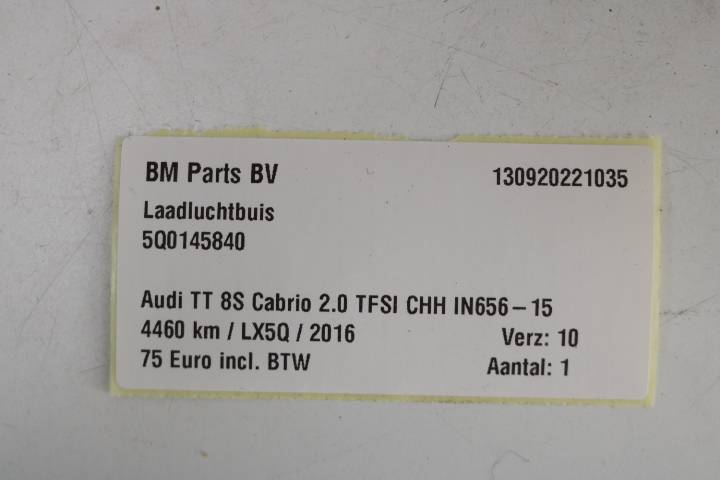 BM Parts BV 130920221035
Laadluchtbuis
5Q0145840
Audi TT 8S Cabrio 2.0 TFSI CHH IN656-15
4460 km / LX5Q / 2016 Verz: 10
75 Euro incl. BTW Aantal: 1